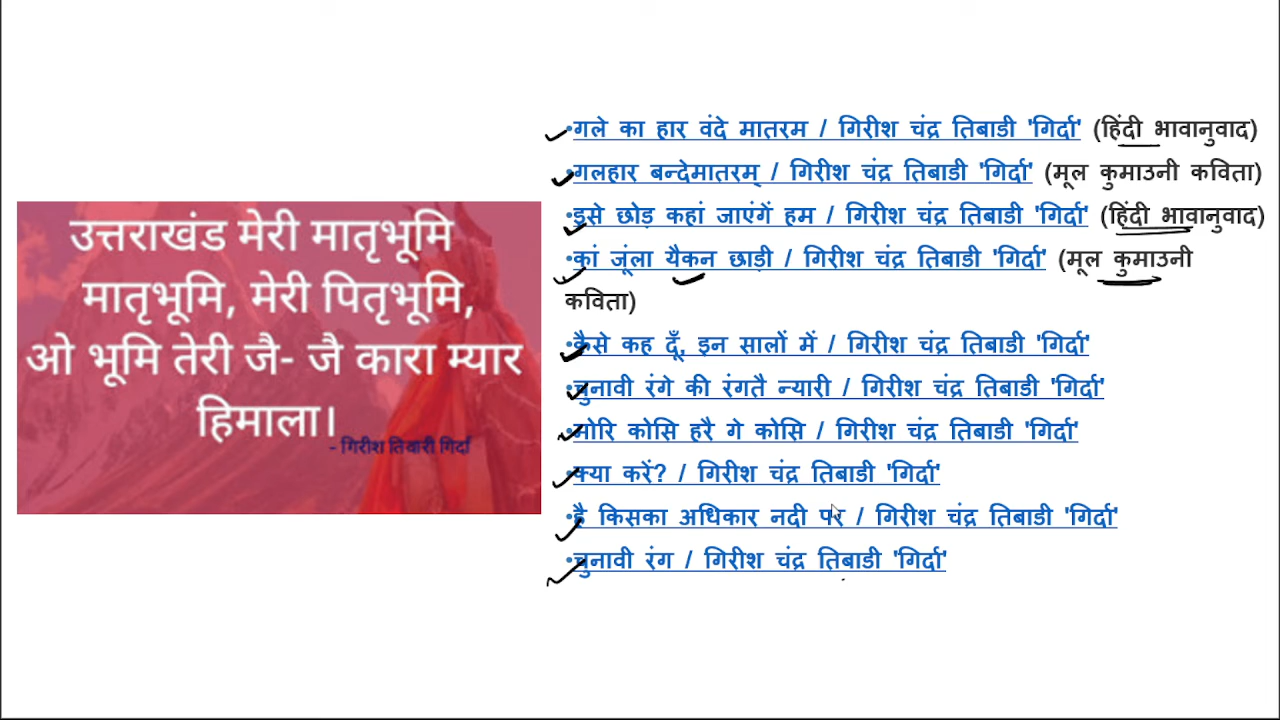 उत्तराखंड मेरी मातृभूमि
मातृभूमि, मेरी पितृभूमि,
ओ भूमि तेरी जै- जै कारा म्यार
हिमाला।
- गिरीश तिवारी गिर्दा
•गले का हार वंदे मातरम / गिरीश चंद्र तिबाडी 'गिर्दा' (हिंदी भावानुवाद)
•गलहार बन्देमातरम् / गिरीश चंद्र तिबाडी 'गिर्दा' (मूल कुमाउनी कविता)
•इसे छोड़ कहां जाएंगें हम / गिरीश चंद्र तिबाडी 'गिर्दा' (हिंदी भावानुवाद)
•कां जूंला यैकन छाड़ी / गिरीश चंद्र तिबाडी 'गिर्दा' (मूल कुमाउनी
कविता)
•कैसे कह दूँ, इन सालों में / गिरीश चंद्र तिबाडी 'गिर्दा'
•चुनावी रंगे की रंगतै न्यारी / गिरीश चंद्र तिबाडी 'गिर्दा'
•मोरि कोसि हरै गे कोसि / गिरीश चंद्र तिबाडी 'गिर्दा'
•क्या करें? / गिरीश चंद्र तिबाडी 'गिर्दा'
•है किसका अधिकार नदी पर / गिरीश चंद्र तिबाडी 'गिर्दा'
•चुनावी रंग / गिरीश चंद्र तिबाडी 'गिर्दा'